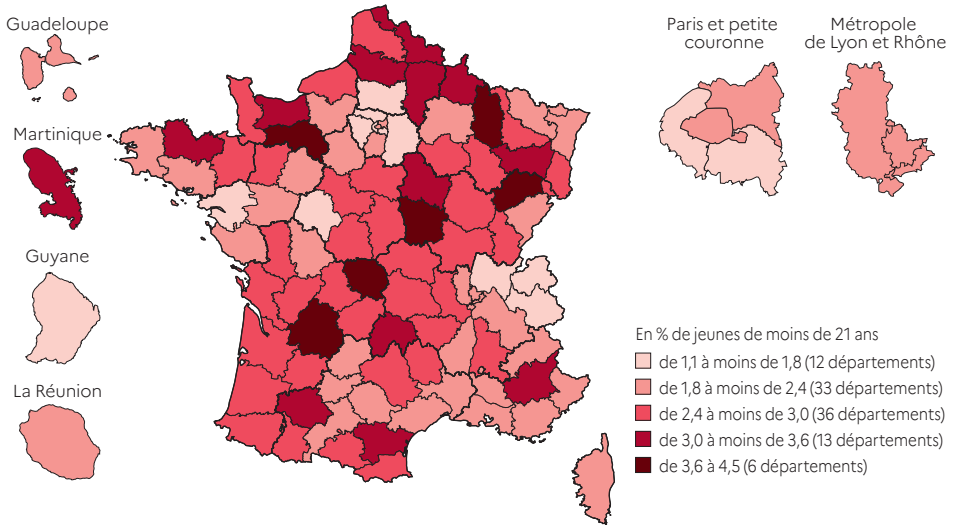 Guadeloupe
Martinique
Guyane
La Réunion
Paris et petite
couronne
Métropole
de Lyon et Rhône
En % de jeunes de moins de 21 ans
de 1,1 à moins de 1,8 (12 départements)
de 1,8 à moins de 2,4 (33 départements)
de 2,4 à moins de 3,0 (36 départements)
de 3,0 à moins de 3,6 (13 départements)
de 3,6 à 4,5 (6 départements)